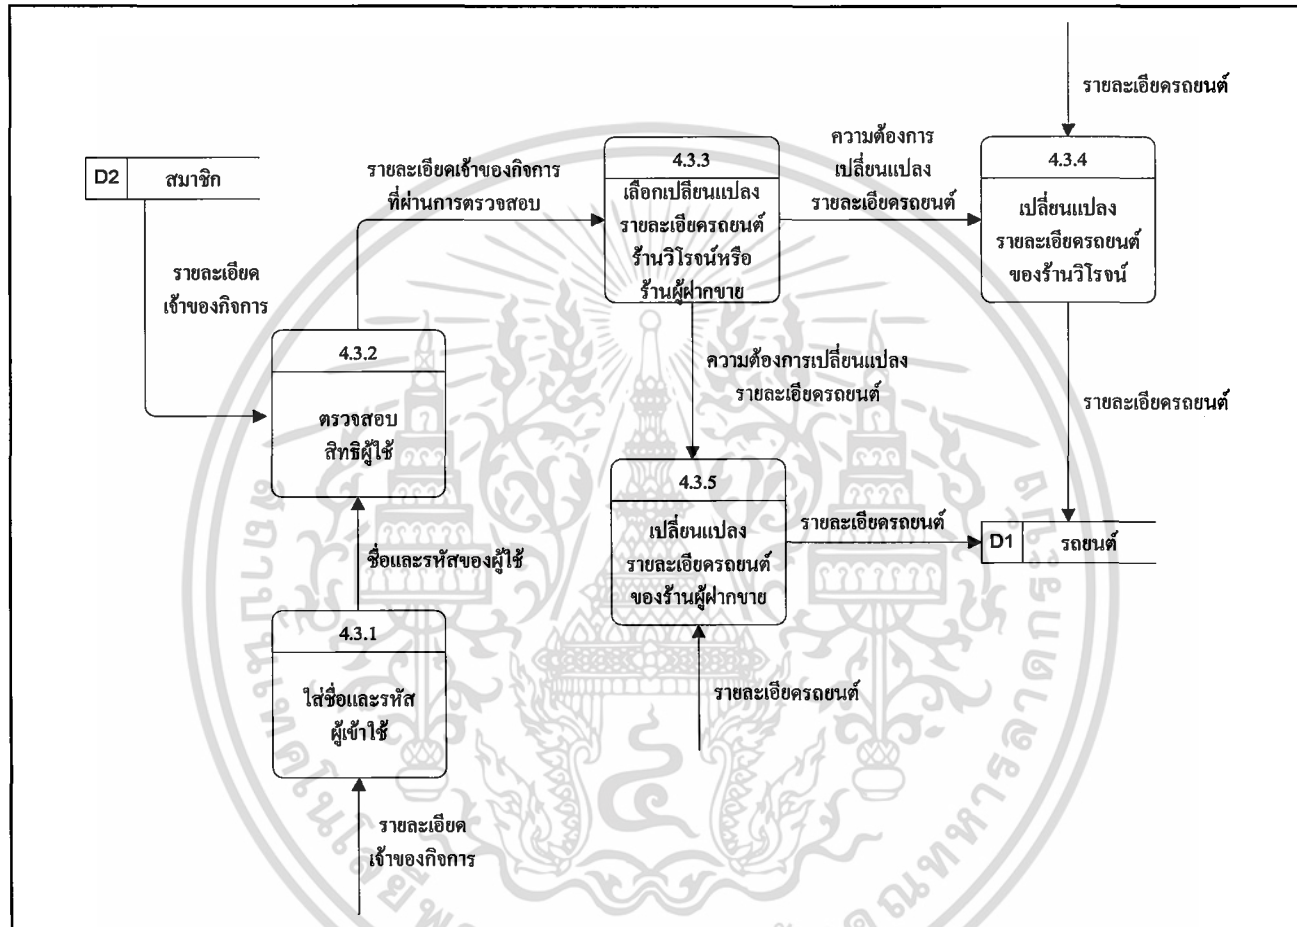 รายละเอียดรถยนต์
D2 สมาชิก
รายละเอียดเจ้าของกิจการ
ที่ผ่านการตรวจสอบ
4.3.3
เลือกเปลี่ยนแปลง
รายละเอียดรถยนต์
ร้านวิโรจน์หรือ
ร้านผู้ฝากขาย
ความต้องการ
เปลี่ยนแปลง
รายละเอียดรถยนต์
4.3.4
เปลี่ยนแปลง
รายละเอียดรถยนต์
ของร้านวิโรจน์
รายละเอียด
เจ้าของกิจการ
4.3.2
ตรวจสอบ
สิทธิผู้ใช้
ความต้องการเปลี่ยนแปลง
รายละเอียดรถยนต์
รายละเอียดรถยนต์
4.3.5
เปลี่ยนแปลง
รายละเอียดรถยนต์
ของร้านผู้ฝากขาย
รายละเอียดรถยนต์
D1 รถยนต์
ชื่อและรหัสของผู้ใช้
4.3.1
ใส่ชื่อและรหัส
ผู้เข้าใช้
รายละเอียดรถยนต์
รายละเอียด
เจ้าของกิจการ